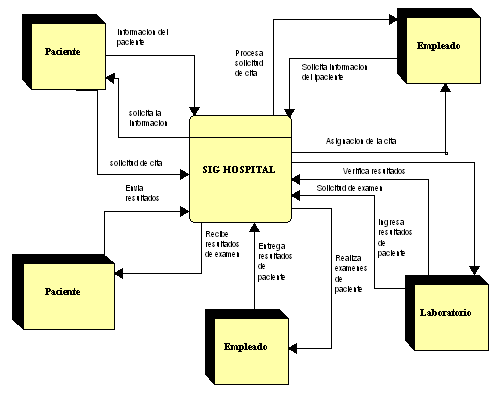 Informacion del
paciente
Paciente
Procesa
solicitud
de cita
Empleado
Solicita informacion
del ipaciente
solicita la
informacion
Asignacion de la cita
solicitud de cita
SIG HOSPITAL
Verifica resultados
Solicitud de examen
Envia
resultados
Recibe
resultados
de examen
Entrega
resultados
de
paciente
Realiza
examenes
de
paciente
Ingresa
resultados
de
paciente
Paciente
Empleado
Laboratorio